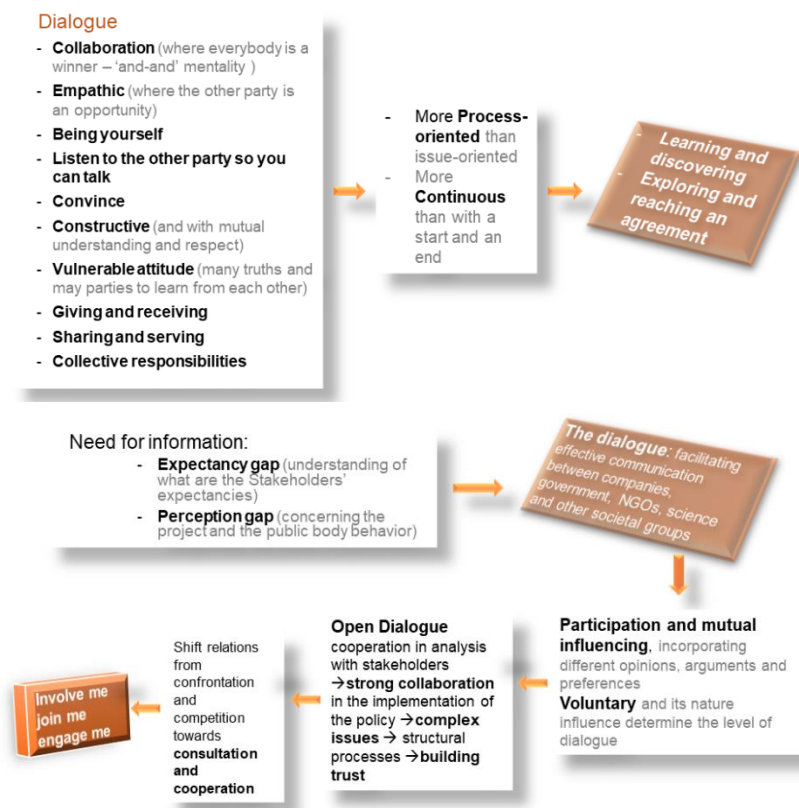 Dialogue
- Collaboration (where everybody is a
winner – 'and-and' mentality )
- Empathic (where the other party is
an opportunity)
- Being yourself
- Listen to the other party so you
can talk
- Convince
- Constructive (and with mutual
understanding and respect)
- Vulnerable attitude (many truths and
may parties to learn from each other)
- Giving and receiving
- Sharing and serving
- Collective responsibilities
- More Process-
oriented than
issue-oriented
- More
Continuous
than with a
start and an
end
- Learning and
discovering
- Exploring and
reaching an
agreement
Need for information:
- Expectancy gap (understanding of
what are the Stakeholders'
expectancies)
- Perception gap (concerning the
project and the public body behavior)
The dialogue: facilitating
effective communication
between companies,
government, NGOs, science
and other societal groups
Participation and mutual
influencing, incorporating
different opinions, arguments and
preferences
Voluntary and its nature
influence determine the level of
dialogue
Open Dialogue
cooperation in analysis
with stakeholders
→strong collaboration
in the implementation of
the policy →complex
issues → structural
processes →building
trust
Shift relations
from
confrontation
and
competition
towards
consultation
and
cooperation
Involve me
join me
engage me